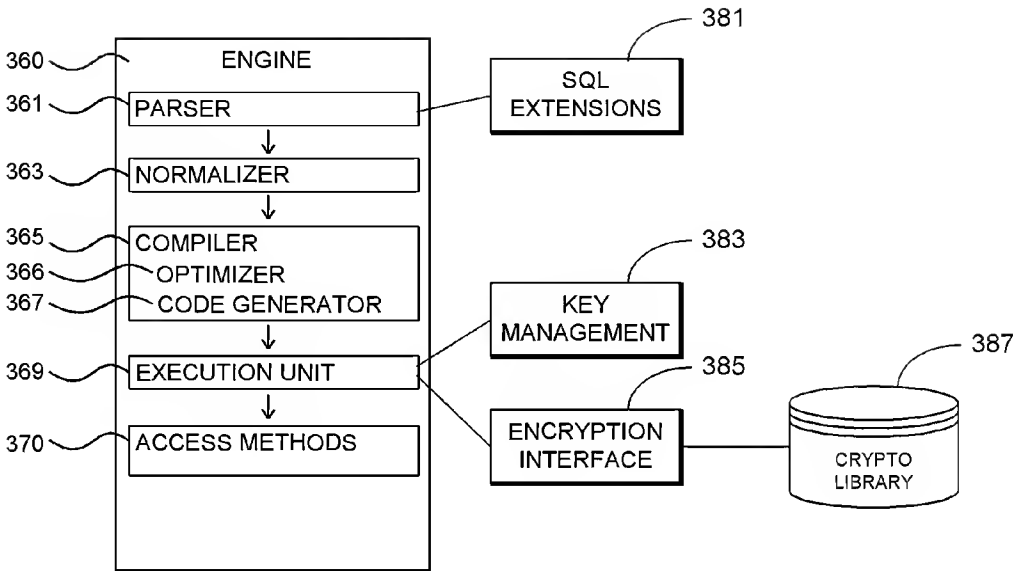 381
360
ENGINE
SQL
EXTENSIONS
361
PARSER
363
NORMALIZER
365
COMPILER
383
366
OPTIMIZER
KEY
MANAGEMENT
367
CODE GENERATOR
387
369
EXECUTION UNIT
385
ENCRYPTION
INTERFACE
370
ACCESS METHODS
CRYPTO
LIBRARY